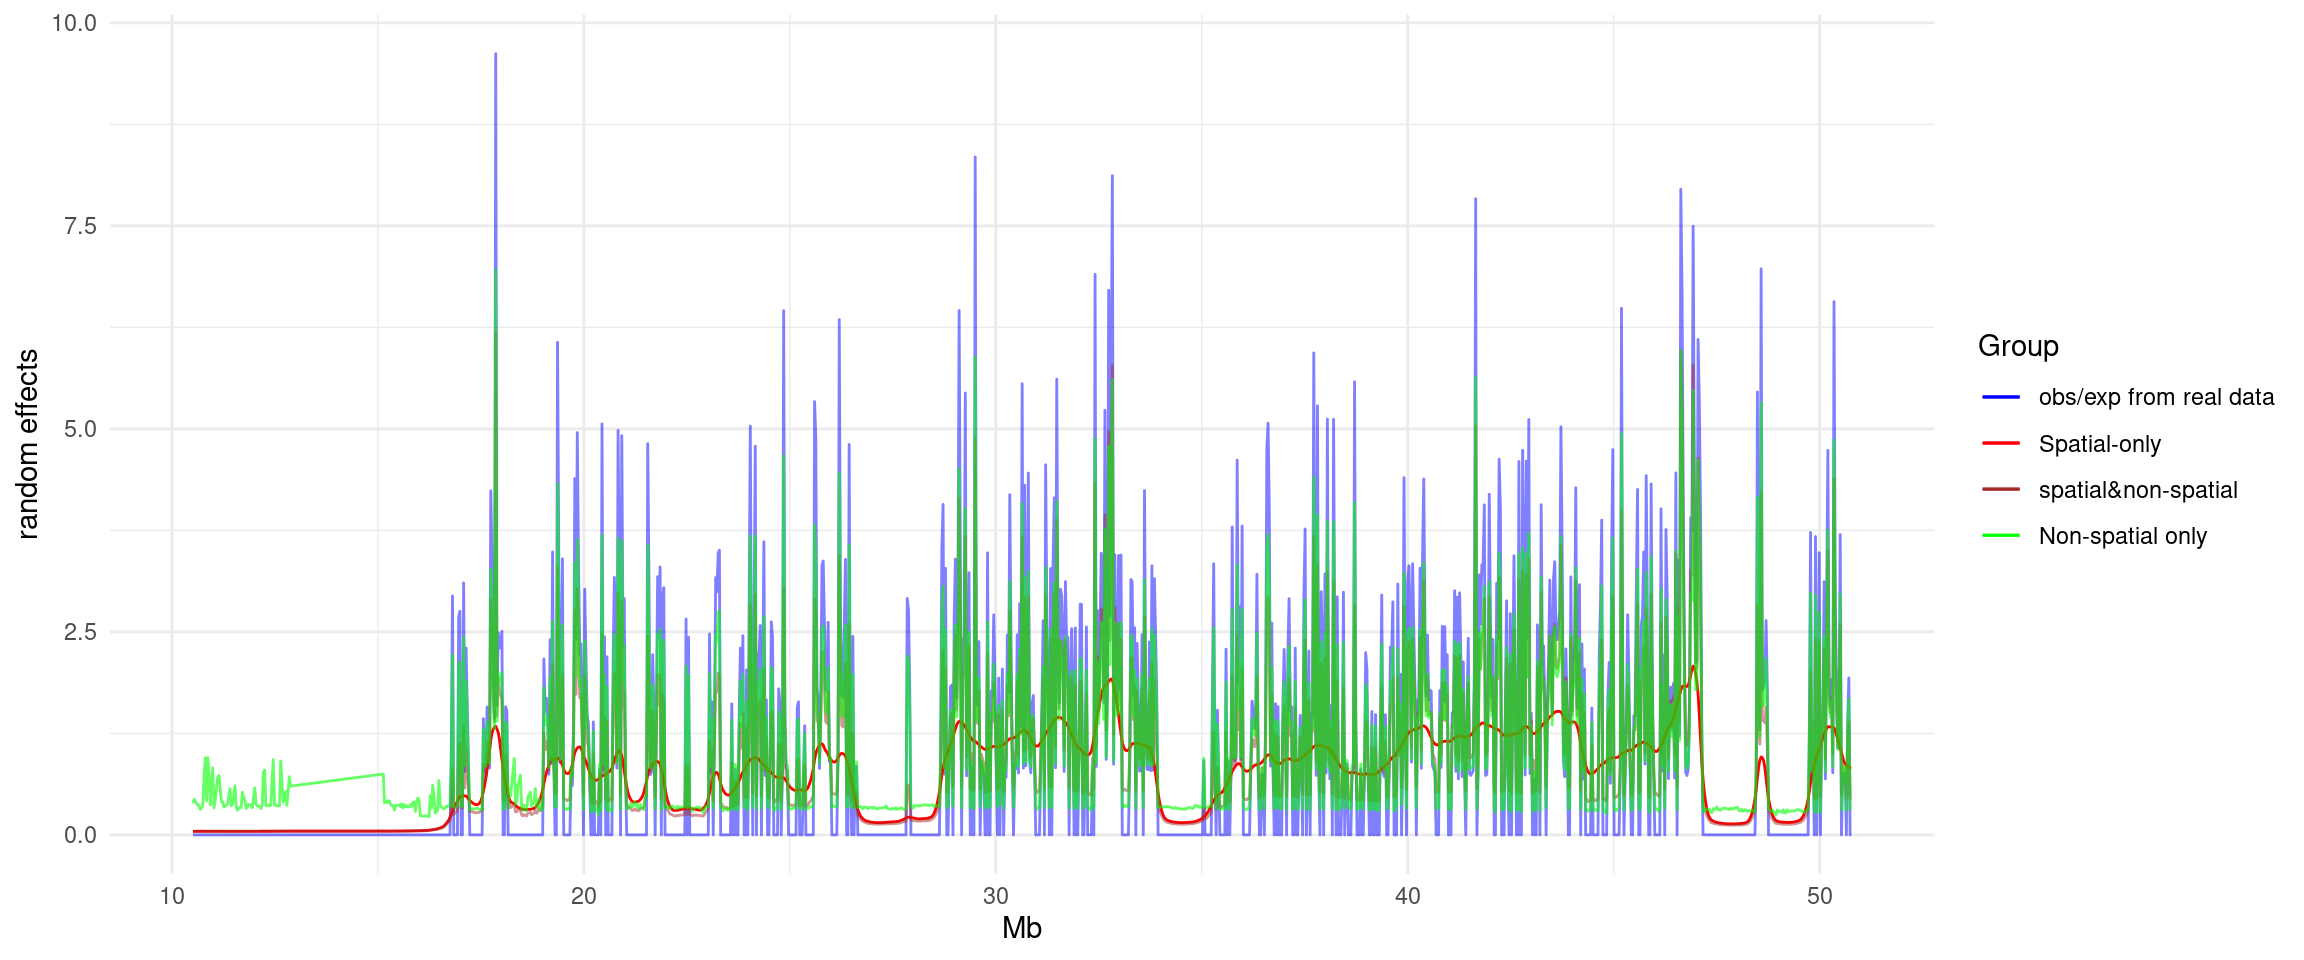 10.0
7.5
5.0
2.5
0.0
random effects
10
20
30
40
50
Mb
Group
obs/exp from real data
Spatial-only
spatial&non-spatial
Non-spatial only